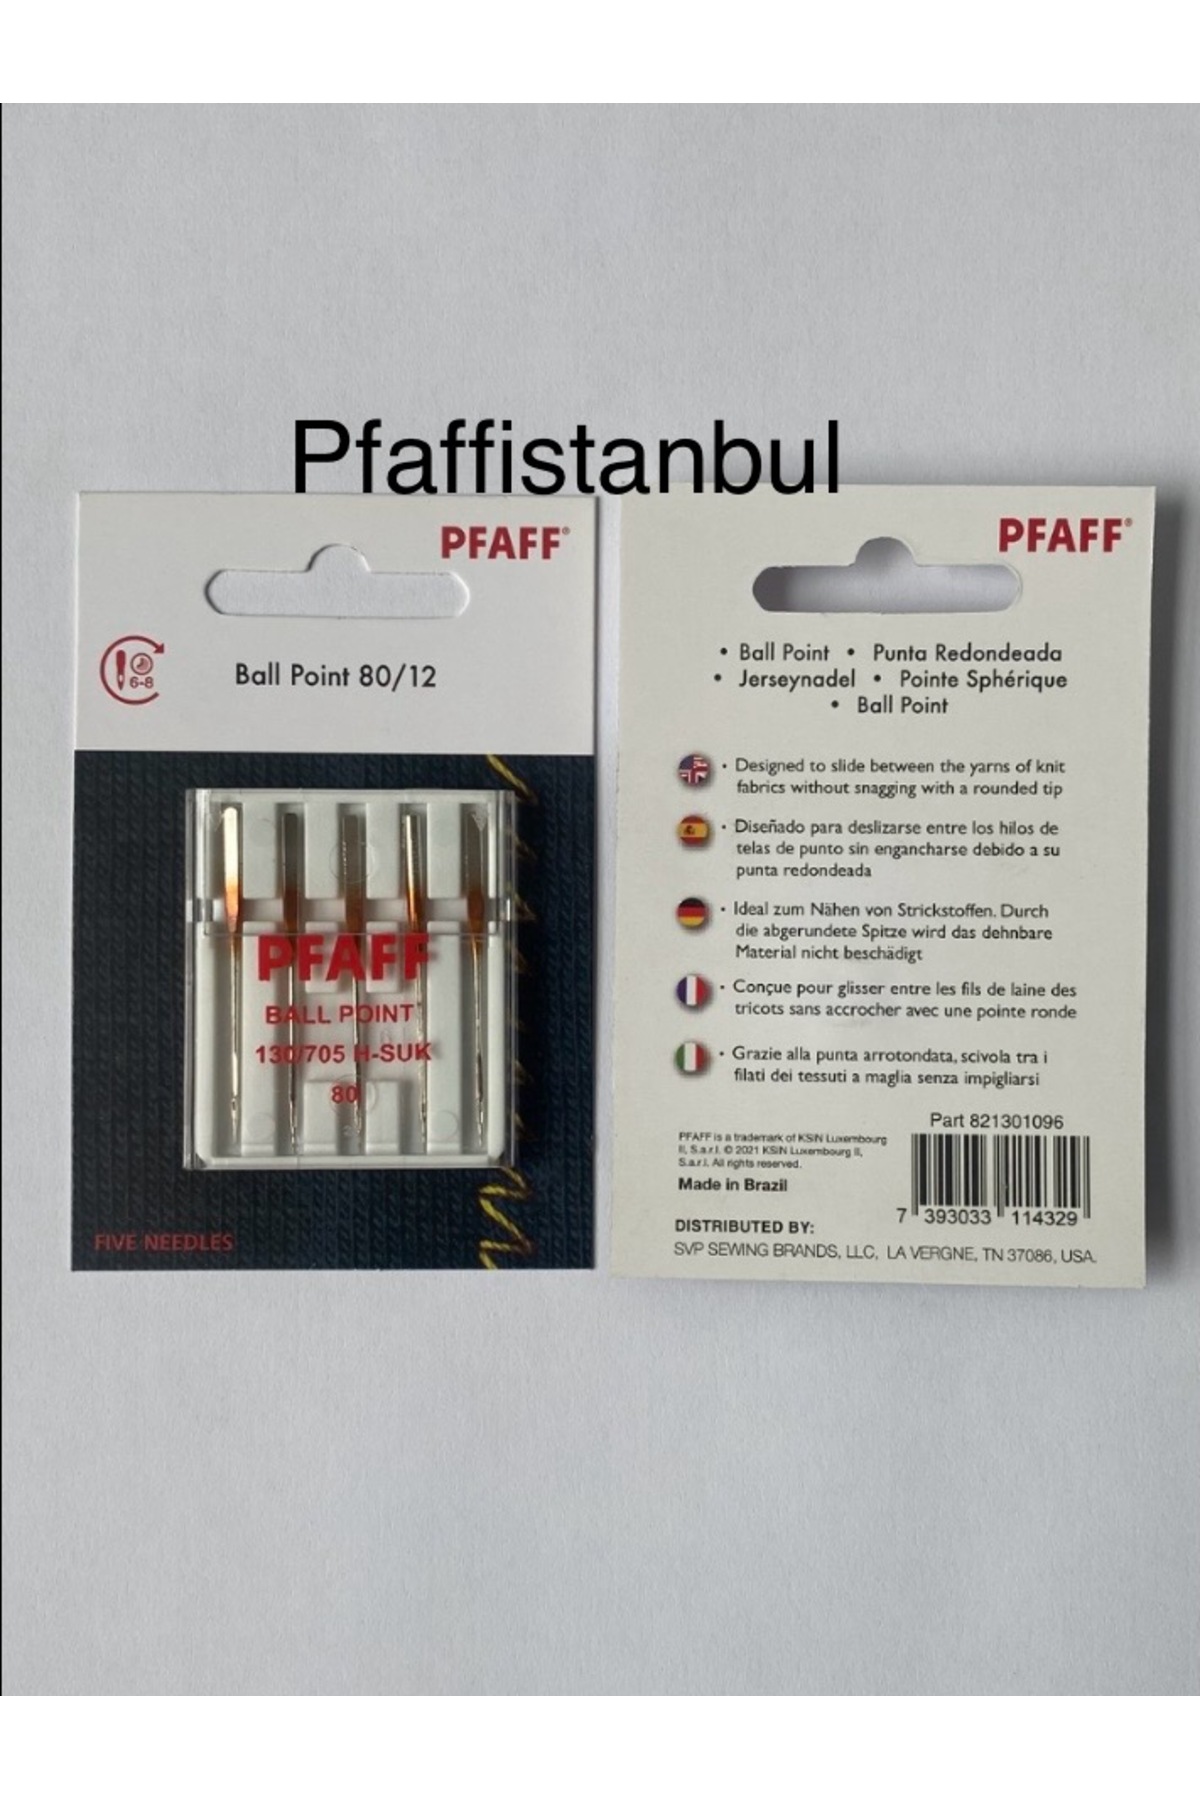 Pfaffistanbul
PFAFF®
6-8
Ball Point 80/12
PFAFF
BALL POINT
130/705 H-SUK
80
FIVE NEEDLES
PFAFF®
• Ball Point • Punta Redondeada
• Jerseynadel • Pointe Sphérique
• Ball Point
• Designed to slide between the yarns of knit
fabrics without snagging with a rounded tip
• Diseñado para deslizarse entre los hilos de
telas de punto sin engancharse debido a su
punta redondeada
• Ideal zum Nähen von Strickstoffen. Durch
die abgerundete Spitze wird das dehnbare
Material nicht beschädigt
• Conçue pour glisser entre les fils de laine des
tricots sans accrocher avec une pointe ronde
• Grazie alla punta arrotondata, scivola tra i
filati dei tessuti a maglia senza impigliarsi
Part 821301096
PFAFF is a trademark of KSIN Luxembourg
II, S.a.r.l. © 2021 KSIN Luxembourg II,
S.a.r.l. All rights reserved.
Made in Brazil
7 393033 114329
DISTRIBUTED BY:
SVP SEWING BRANDS, LLC, LA VERGNE, TN 37086, USA.